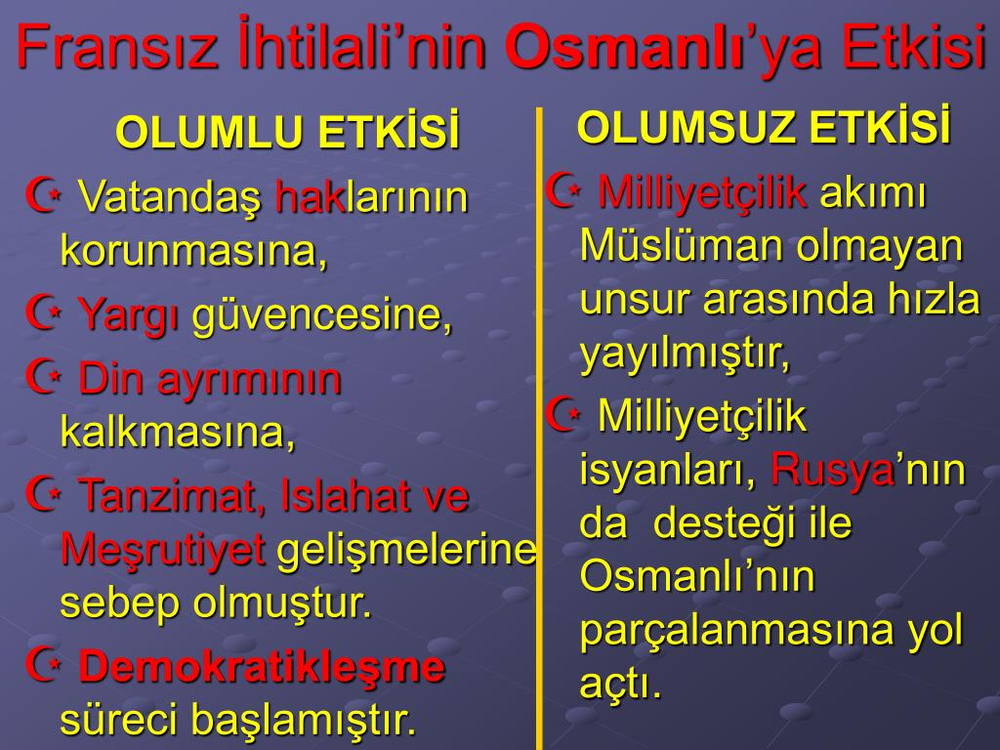 Fransız İhtilali’nin Osmanlı’ya Etkisi
OLUMLU ETKİSİ
☪ Vatandaş haklarının
korunmasına,
☪ Yargı güvencesine,
☪ Din ayrımının
kalkmasına,
☪ Tanzimat, Islahat ve
Meşrutiyet gelişmelerine
sebep olmuştur.
☪ Demokratikleşme
süreci başlamıştır.
OLUMSUZ ETKİSİ
☪ Milliyetçilik akımı
Müslüman olmayan
unsur arasında hızla
yayılmıştır,
☪ Milliyetçilik
isyanları, Rusya’nın
da  desteği ile
Osmanlı’nın
parçalanmasına yol
açtı.